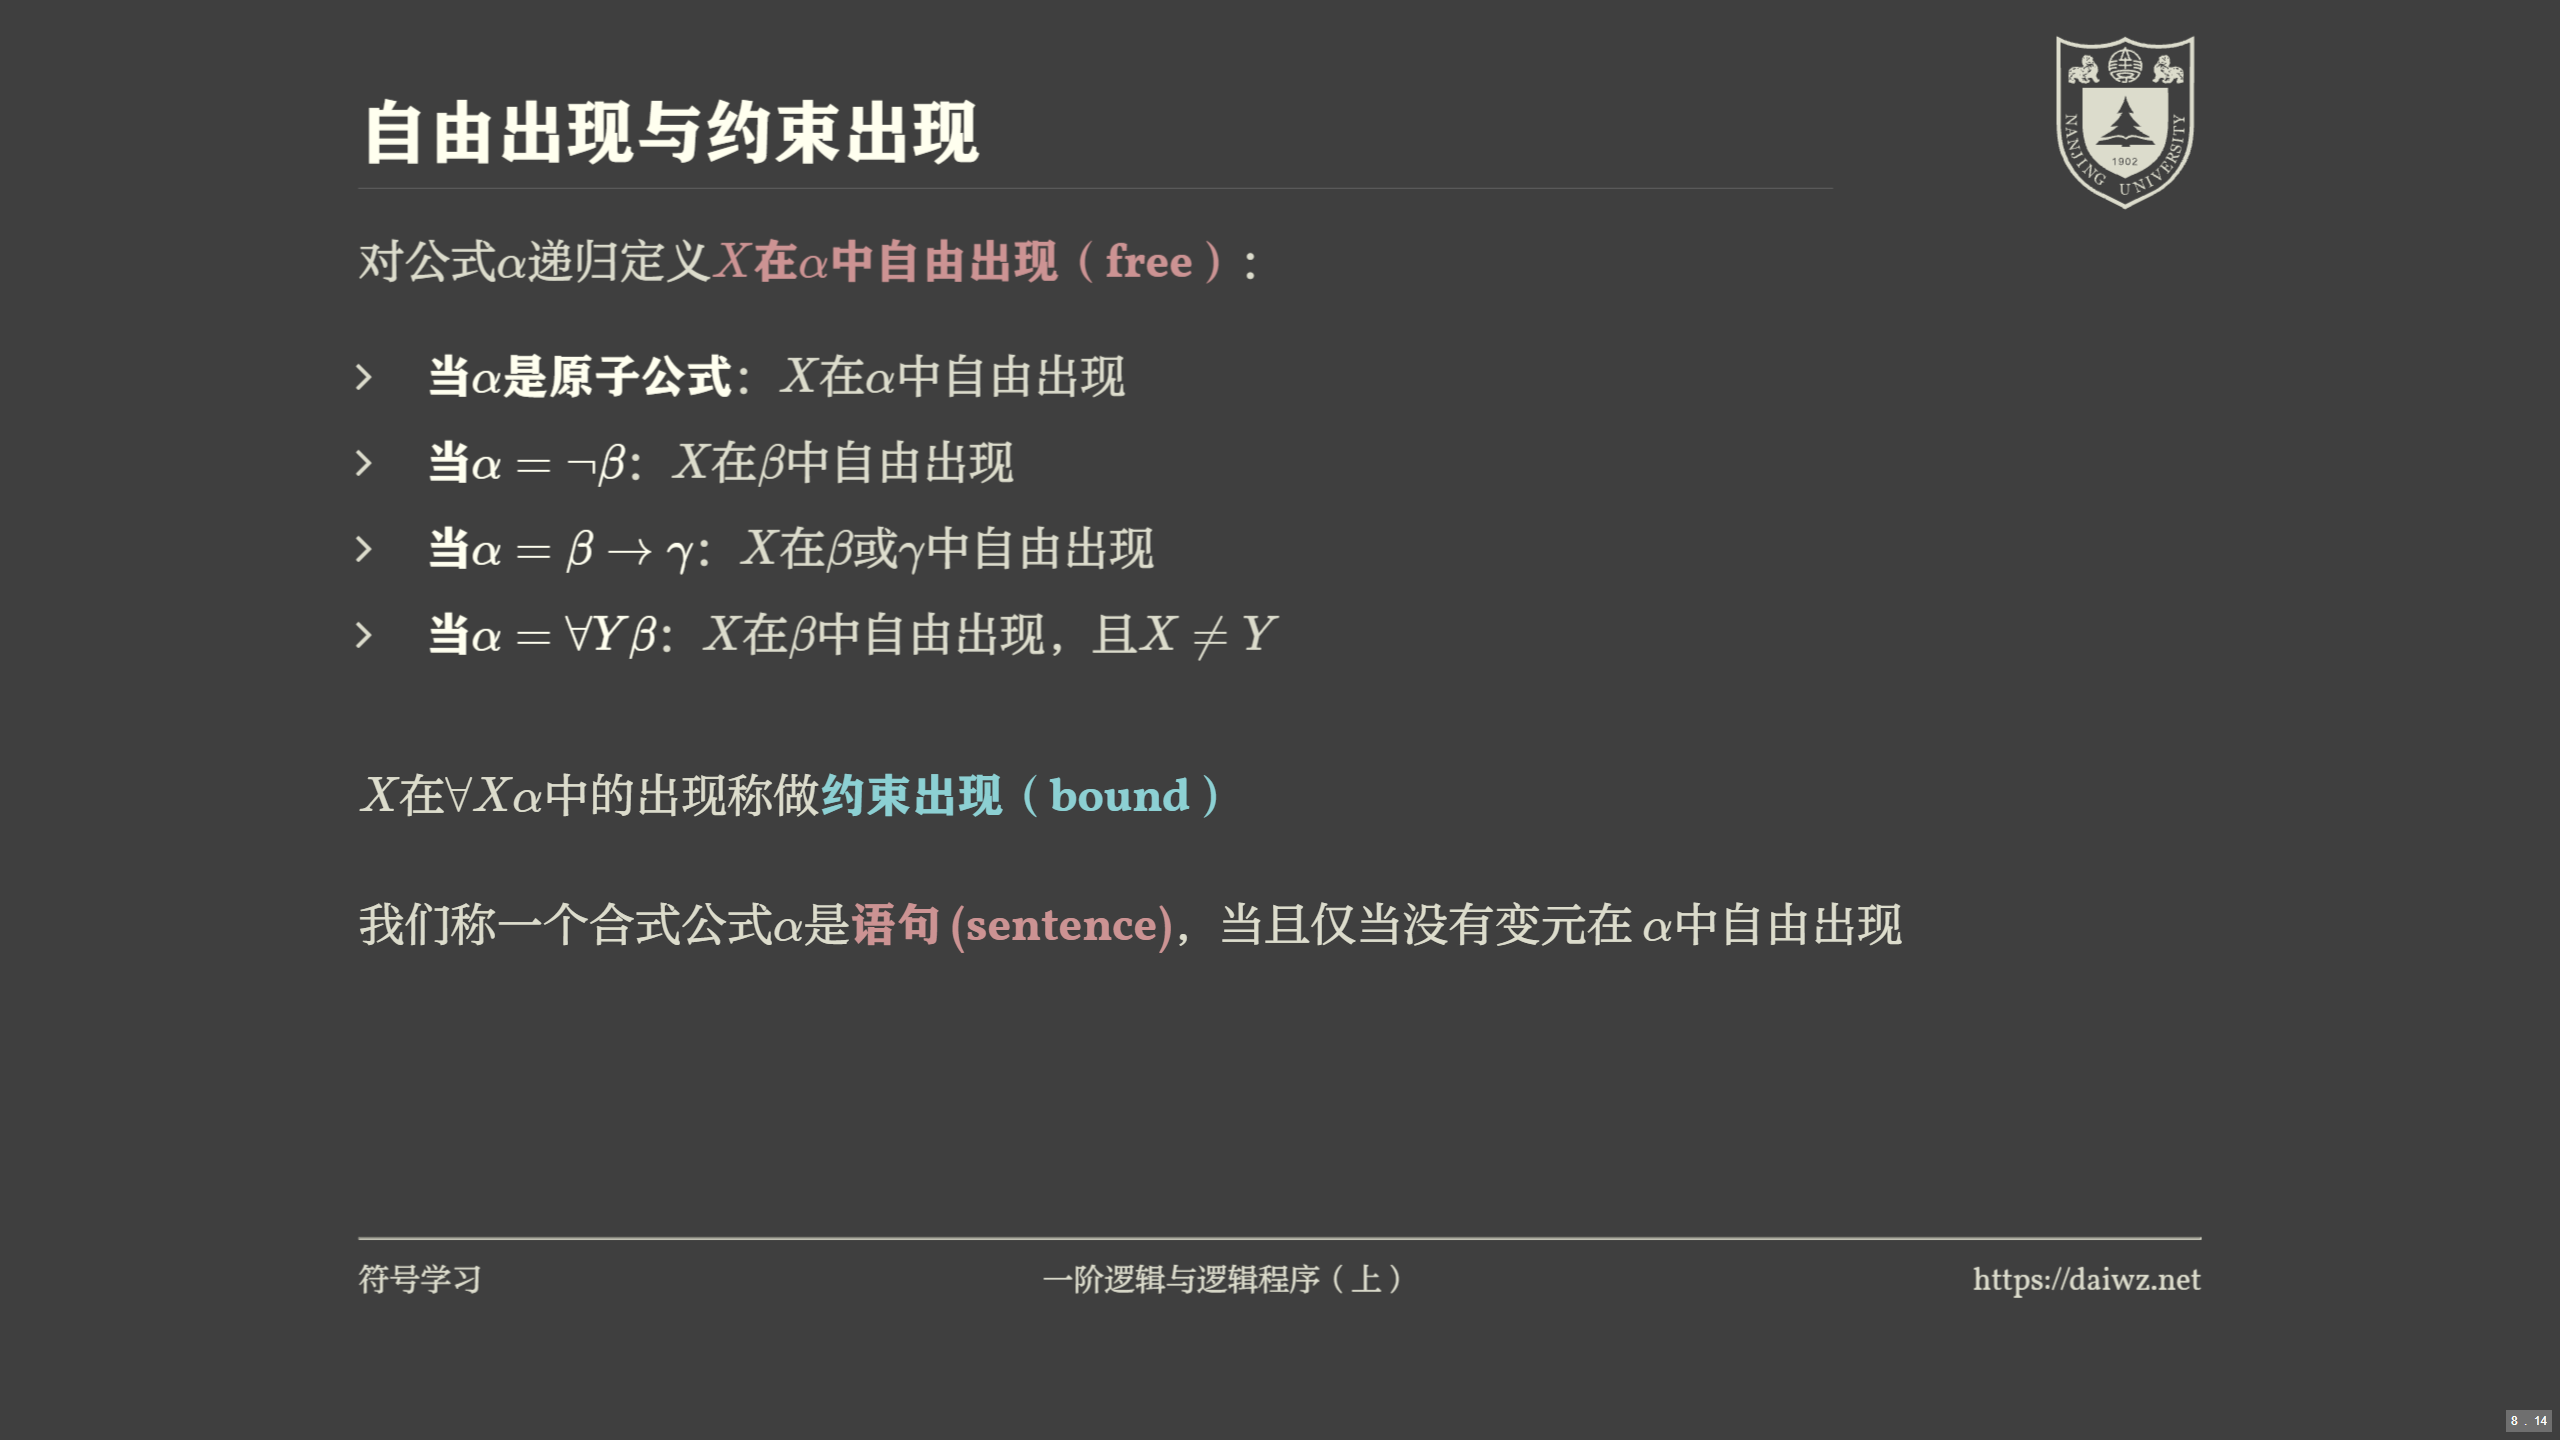 自由出现与约束出现
NANJING UNIVERSITY
1902
对公式α递归定义X在α中自由出现（free）：
当α是原子公式：X在α中自由出现
当α = ¬β：X在β中自由出现
当α = β → γ：X在β或γ中自由出现
当α = ∀Yβ：X在β中自由出现，且X ≠ Y
X在∀Xα中的出现称做约束出现（bound）
我们称一个合式公式α是语句 (sentence)，当且仅当没有变元在 α中自由出现
符号学习
一阶逻辑与逻辑程序（上）
https://daiwz.net
8 . 14